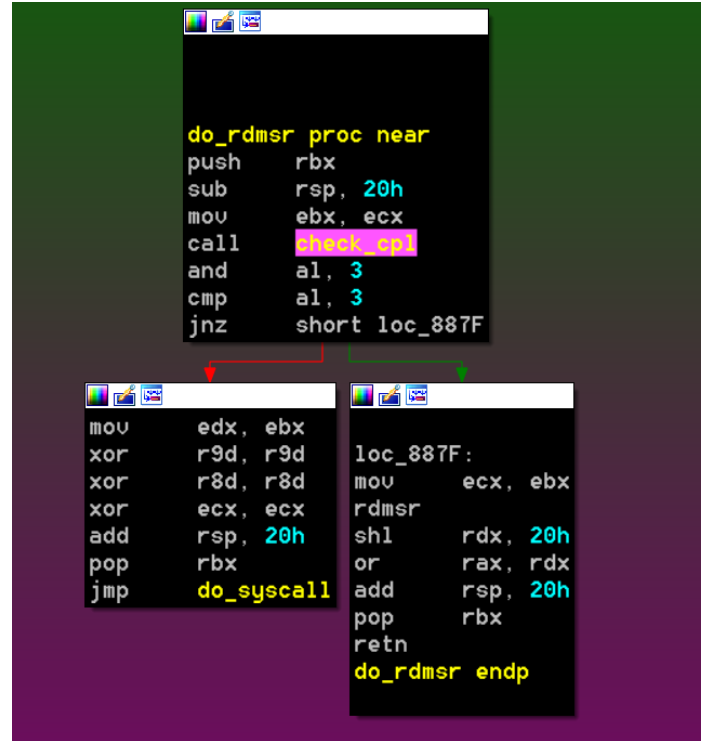 do_rdmsr proc near
push rbx
sub rsp, 20h
mov ebx, ecx
call check_cpl
and al, 3
cmp al, 3
jnz short loc_887F
mov edx, ebx
xor r9d, r9d
xor r8d, r8d
xor ecx, ecx
add rsp, 20h
pop rbx
jmp do_syscall
loc_887F:
mov ecx, ebx
rdmsr
shl rdx, 20h
or rax, rdx
add rsp, 20h
pop rbx
retn
do_rdmsr endp